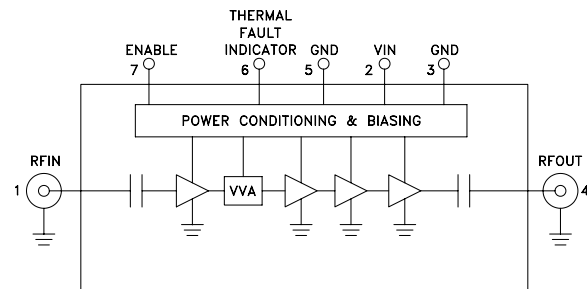 THERMAL
FAULT
INDICATOR
ENABLE
GND
VIN
GND
7
6
5
2
3
POWER CONDITIONING & BIASING
RFIN
RFOUT
1
VVA
4